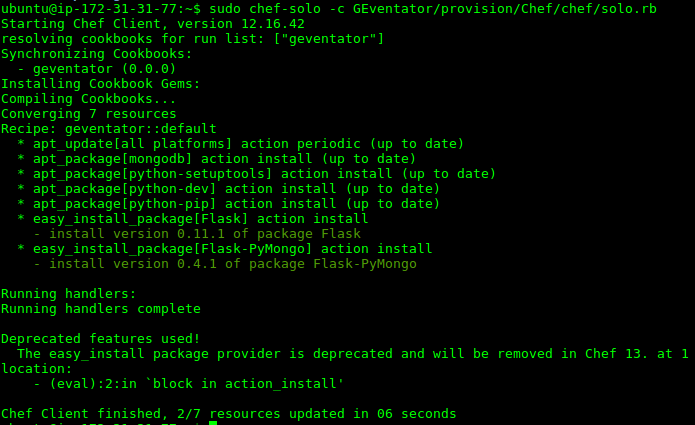 ubuntu@ip-172-31-31-77:~$ sudo chef-solo -c GEventator/provision/Chef/chef/solo.rb
Starting Chef Client, version 12.16.42
resolving cookbooks for run list: ["geventator"]
Synchronizing Cookbooks:
  - geventator (0.0.0)
Installing Cookbook Gems:
Compiling Cookbooks...
Converging 7 resources
Recipe: geventator::default
  * apt_update[all platforms] action periodic (up to date)
  * apt_package[mongodb] action install (up to date)
  * apt_package[python-setuptools] action install (up to date)
  * apt_package[python-dev] action install (up to date)
  * apt_package[python-pip] action install (up to date)
  * easy_install_package[Flask] action install
    - install version 0.11.1 of package Flask
  * easy_install_package[Flask-PyMongo] action install
    - install version 0.4.1 of package Flask-PyMongo

Running handlers:
Running handlers complete

Deprecated features used!
  The easy_install package provider is deprecated and will be removed in Chef 13. at 1
location:
    - (eval):2:in `block in action_install'

Chef Client finished, 2/7 resources updated in 06 seconds